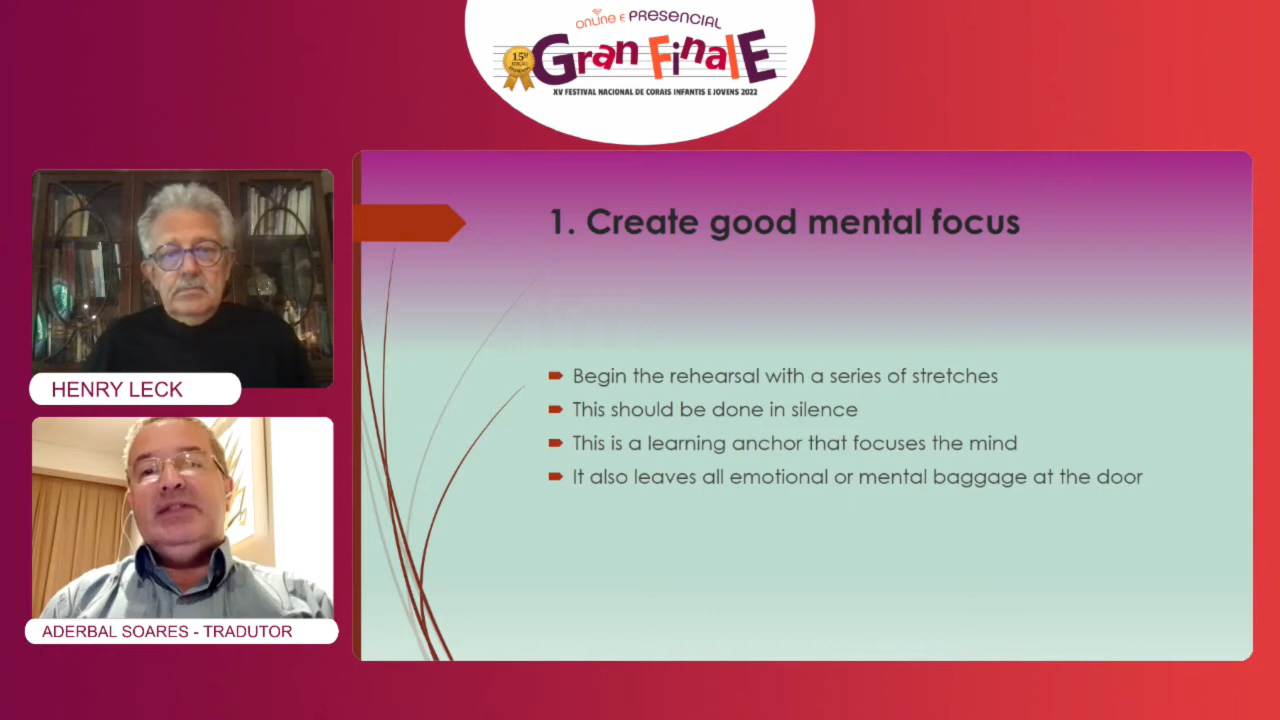 ONLINE E PRESENCIAL
15ª
EDIÇÃO
Gran Finale
XV FESTIVAL NACIONAL DE CORAIS INFANTIS E JOVENS 2022
1. Create good mental focus
Begin the rehearsal with a series of stretches
This should be done in silence
This is a learning anchor that focuses the mind
It also leaves all emotional or mental baggage at the door
HENRY LECK
ADERBAL SOARES - TRADUTOR